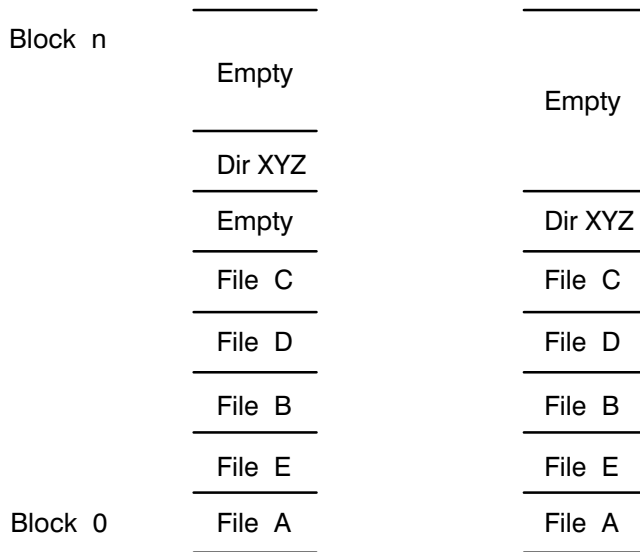 Block n
Empty
Empty
Dir XYZ
Empty Dir XYZ
File C File C
File D File D
File B File B
File E File E
Block 0 File A File A